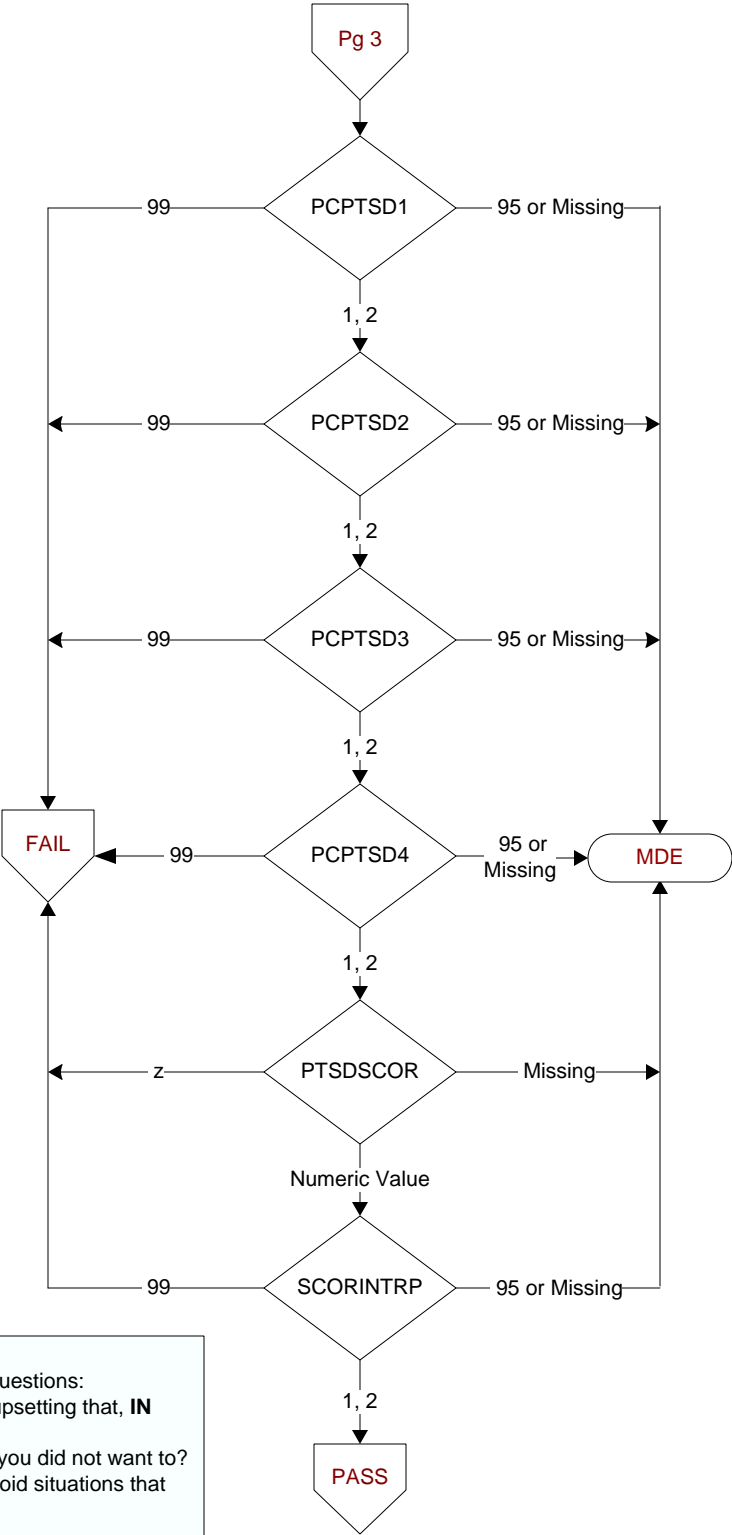 Pg 3
PCPTSD1
99
95 or Missing
1, 2
PCPTSD2
99
95 or Missing
1, 2
PCPTSD3
99
95 or Missing
1, 2
FAIL
99
PCPTSD4
95 or
Missing
MDE
1, 2
z
PTSDSCOR
Missing
Numeric Value
99
SCORINTRP
95 or Missing
1, 2
PASS
uestions:
upsetting that, IN
you did not want to?
oid situations that